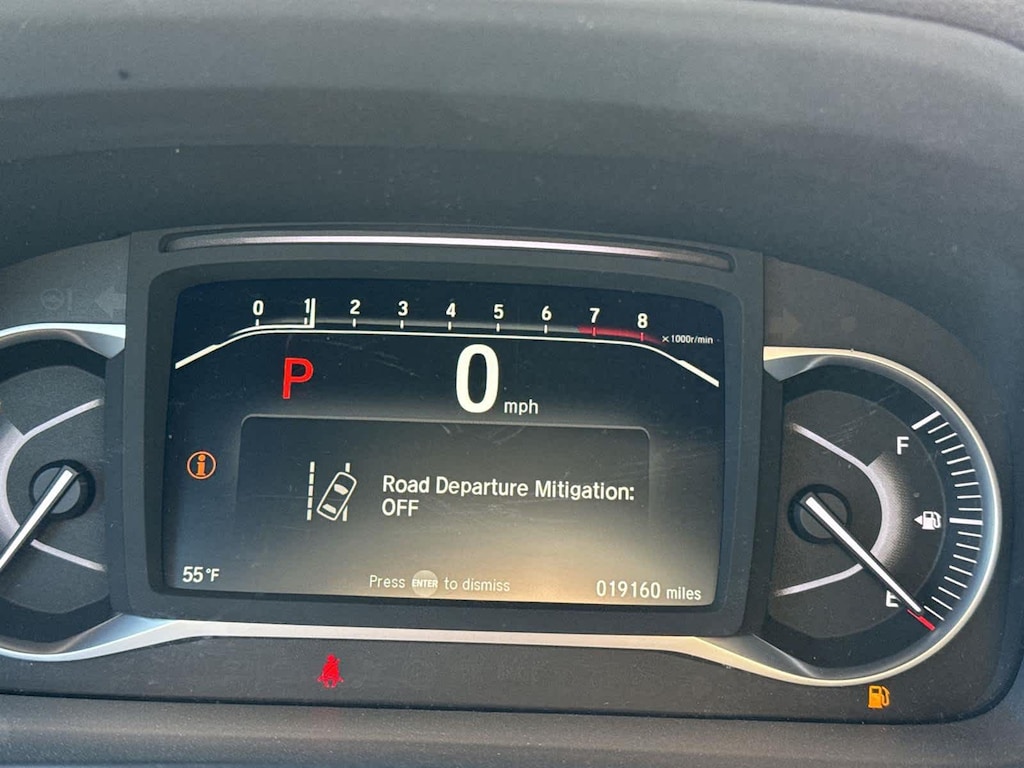 0 1 2 3 4 5 6 7 8
x1000r/min
P 0 mph
F
Road Departure Mitigation:
OFF
E
55°F
Press ENTER to dismiss
019160 miles